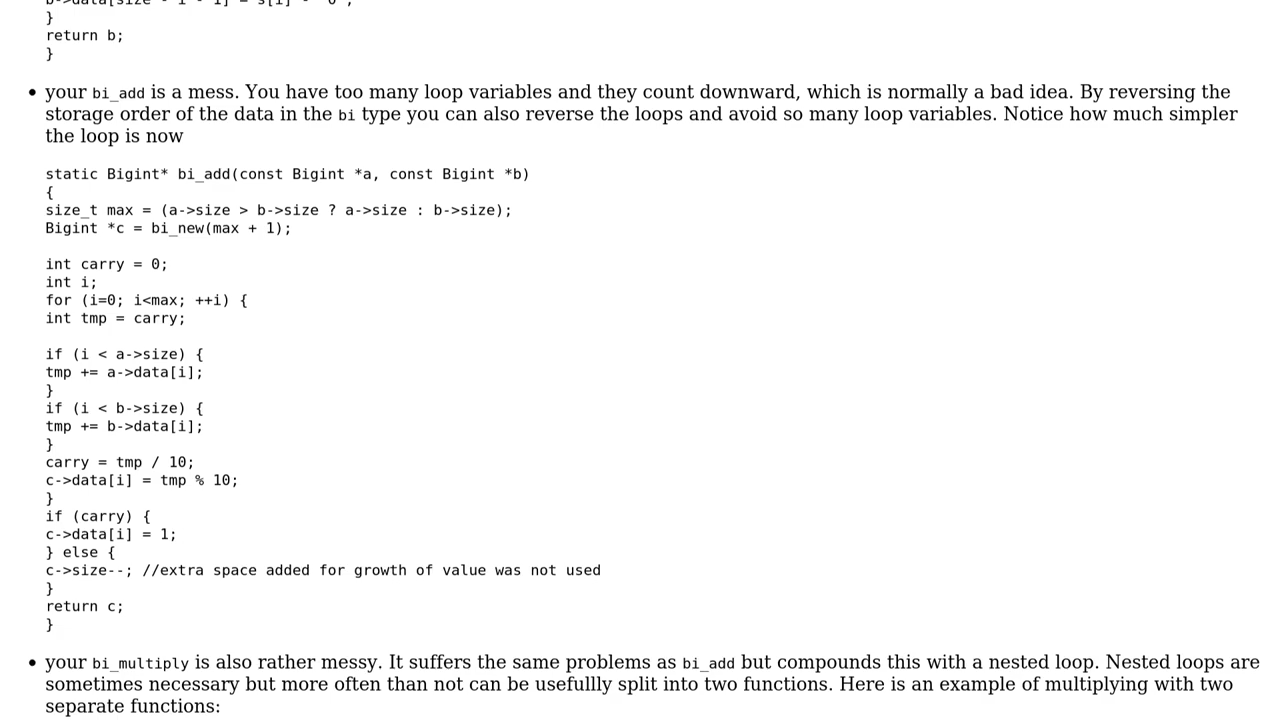 b->data[size - i - 1] = s[i] - '0';
}
return b;
}
• your bi_add is a mess. You have too many loop variables and they count downward, which is normally a bad idea. By reversing the
storage order of the data in the bi type you can also reverse the loops and avoid so many loop variables. Notice how much simpler
the loop is now
static Bigint* bi_add(const Bigint *a, const Bigint *b)
{
size_t max = (a->size > b->size ? a->size : b->size);
Bigint *c = bi_new(max + 1);
int carry = 0;
int i;
for (i=0; i<max; ++i) {
int tmp = carry;
if (i < a->size) {
tmp += a->data[i];
}
if (i < b->size) {
tmp += b->data[i];
}
carry = tmp / 10;
c->data[i] = tmp % 10;
}
if (carry) {
c->data[i] = 1;
} else {
c->size--; //extra space added for growth of value was not used
}
return c;
}
• your bi_multiply is also rather messy. It suffers the same problems as bi_add but compounds this with a nested loop. Nested loops are
sometimes necessary but more often than not can be usefullly split into two functions. Here is an example of multiplying with two
separate functions: